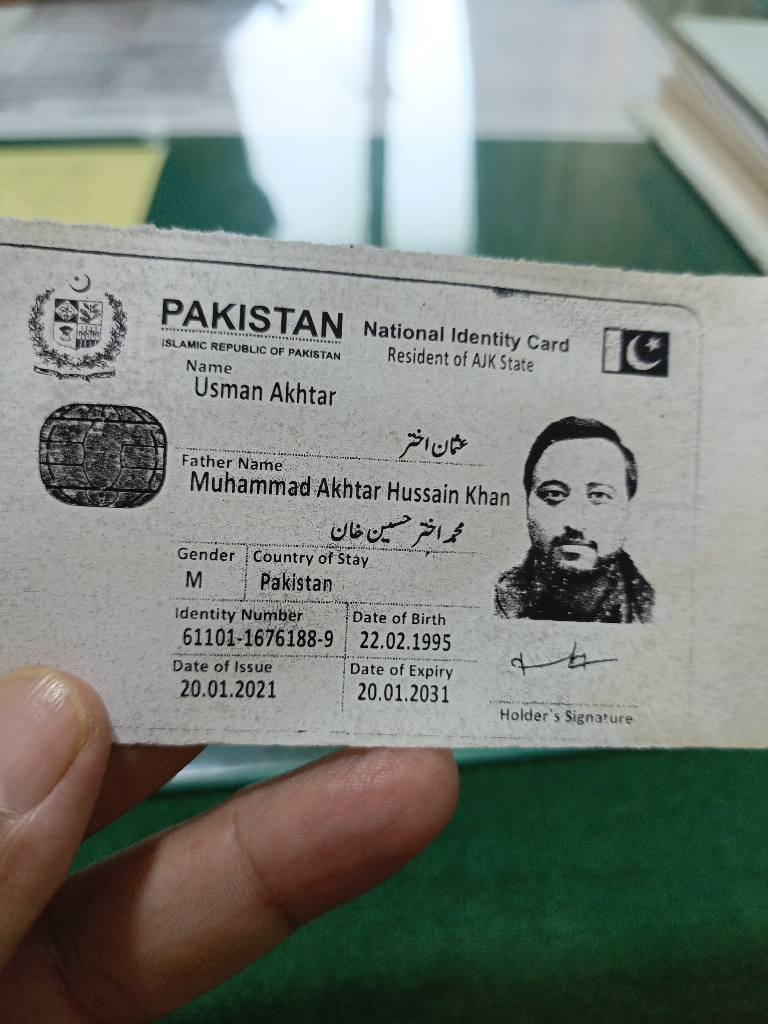 PAKISTAN National Identity Card
ISLAMIC REPUBLIC OF PAKISTAN Resident of AJK State
Name
Usman Akhtar
عثمان اختر
Father Name
Muhammad Akhtar Hussain Khan
محمد اختر حسین خان
Gender Country of Stay
M Pakistan
Identity Number Date of Birth
61101-1676188-9 22.02.1995
Date of Issue Date of Expiry
20.01.2021 20.01.2031
Holder`s Signature